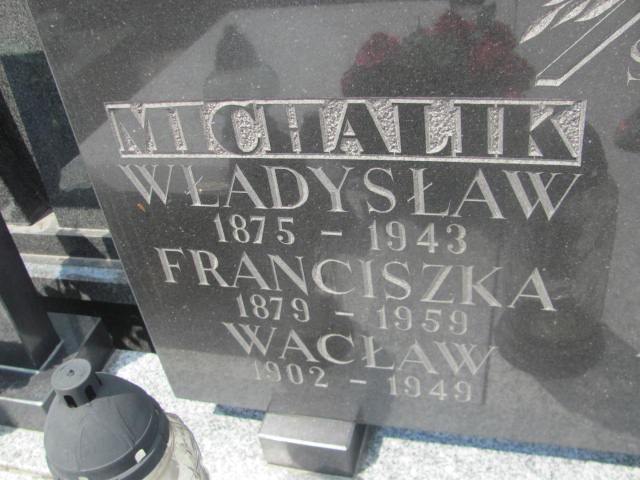 MICHALIK
WŁADYSŁAW
1875 - 1943
FRANCISZKA
1879 - 1959
WACŁAW
1902 - 1949